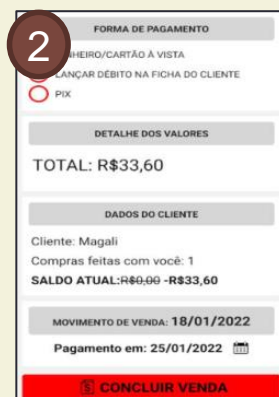 2
FORMA DE PAGAMENTO
HEIRO/CARTÃO À VISTA
LANÇAR DÉBITO NA FICHA DO CLIENTE
PIX
DETALHE DOS VALORES
TOTAL: R$33,60
DADOS DO CLIENTE
Cliente: Magali
Compras feitas com você: 1
SALDO ATUAL:R$0,00 -R$33,60
MOVIMENTO DE VENDA: 18/01/2022
Pagamento em: 25/01/2022
CONCLUIR VENDA